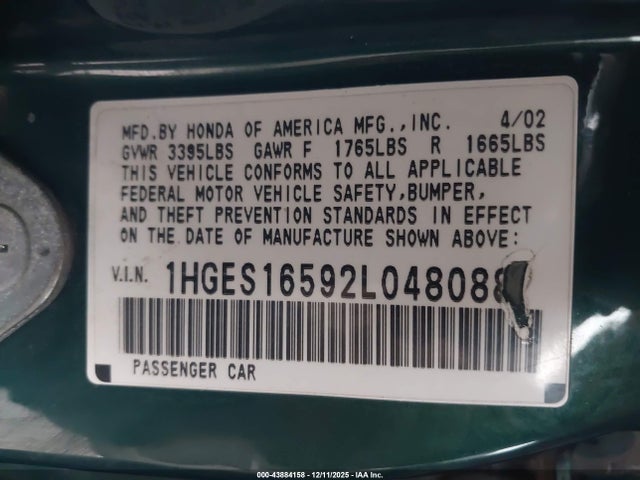 MFD.BY HONDA OF AMERICA MFG.,INC. 4/02
GVWR 3395LBS GAWR F 1765LBS R 1665LBS
THIS VEHICLE CONFORMS TO ALL APPLICABLE
FEDERAL MOTOR VEHICLE SAFETY,BUMPER,
AND THEFT PREVENTION STANDARDS IN EFFECT
ON THE DATE OF MANUFACTURE SHOWN ABOVE:
V.I.N. 1HGES16592L048088
PASSENGER CAR
000-43884158 - 12/11/2025 - IAA Inc.